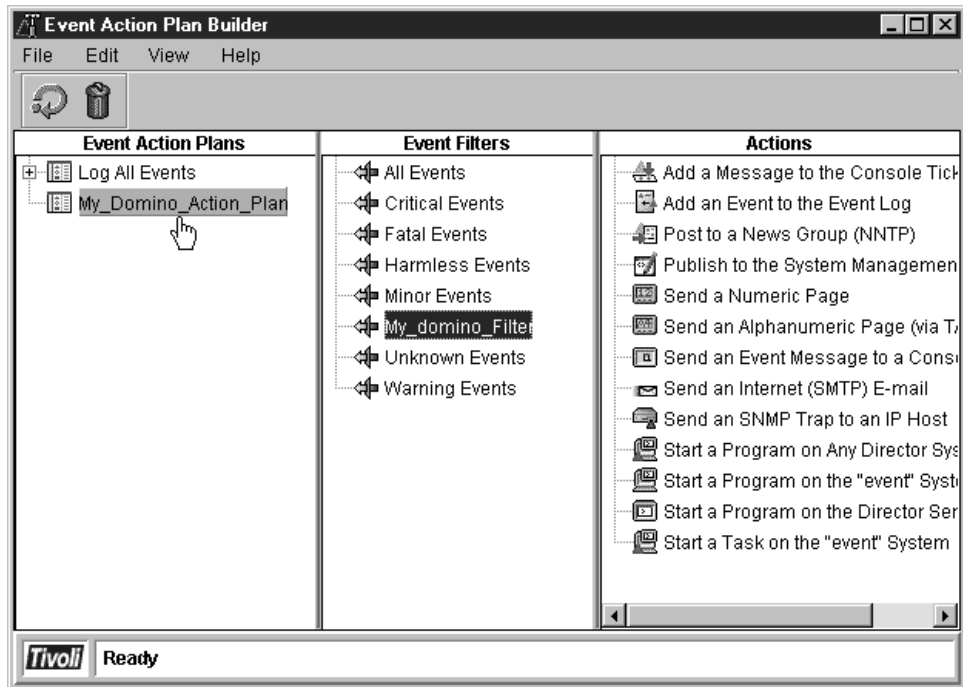 Event Action Plan Builder
File Edit View Help
Event Action Plans
Log All Events
My_Domino_Action_Plan
Event Filters
All Events
Critical Events
Fatal Events
Harmless Events
Minor Events
My_domino_Filter
Unknown Events
Warning Events
Actions
Add a Message to the Console Tick
Add an Event to the Event Log
Post to a News Group (NNTP)
Publish to the System Managemen
Send a Numeric Page
Send an Alphanumeric Page (via TA
Send an Event Message to a Conso
Send an Internet (SMTP) E-mail
Send an SNMP Trap to an IP Host
Start a Program on Any Director Sys
Start a Program on the "event" Syste
Start a Program on the Director Ser
Start a Task on the "event" System
Tivoli Ready